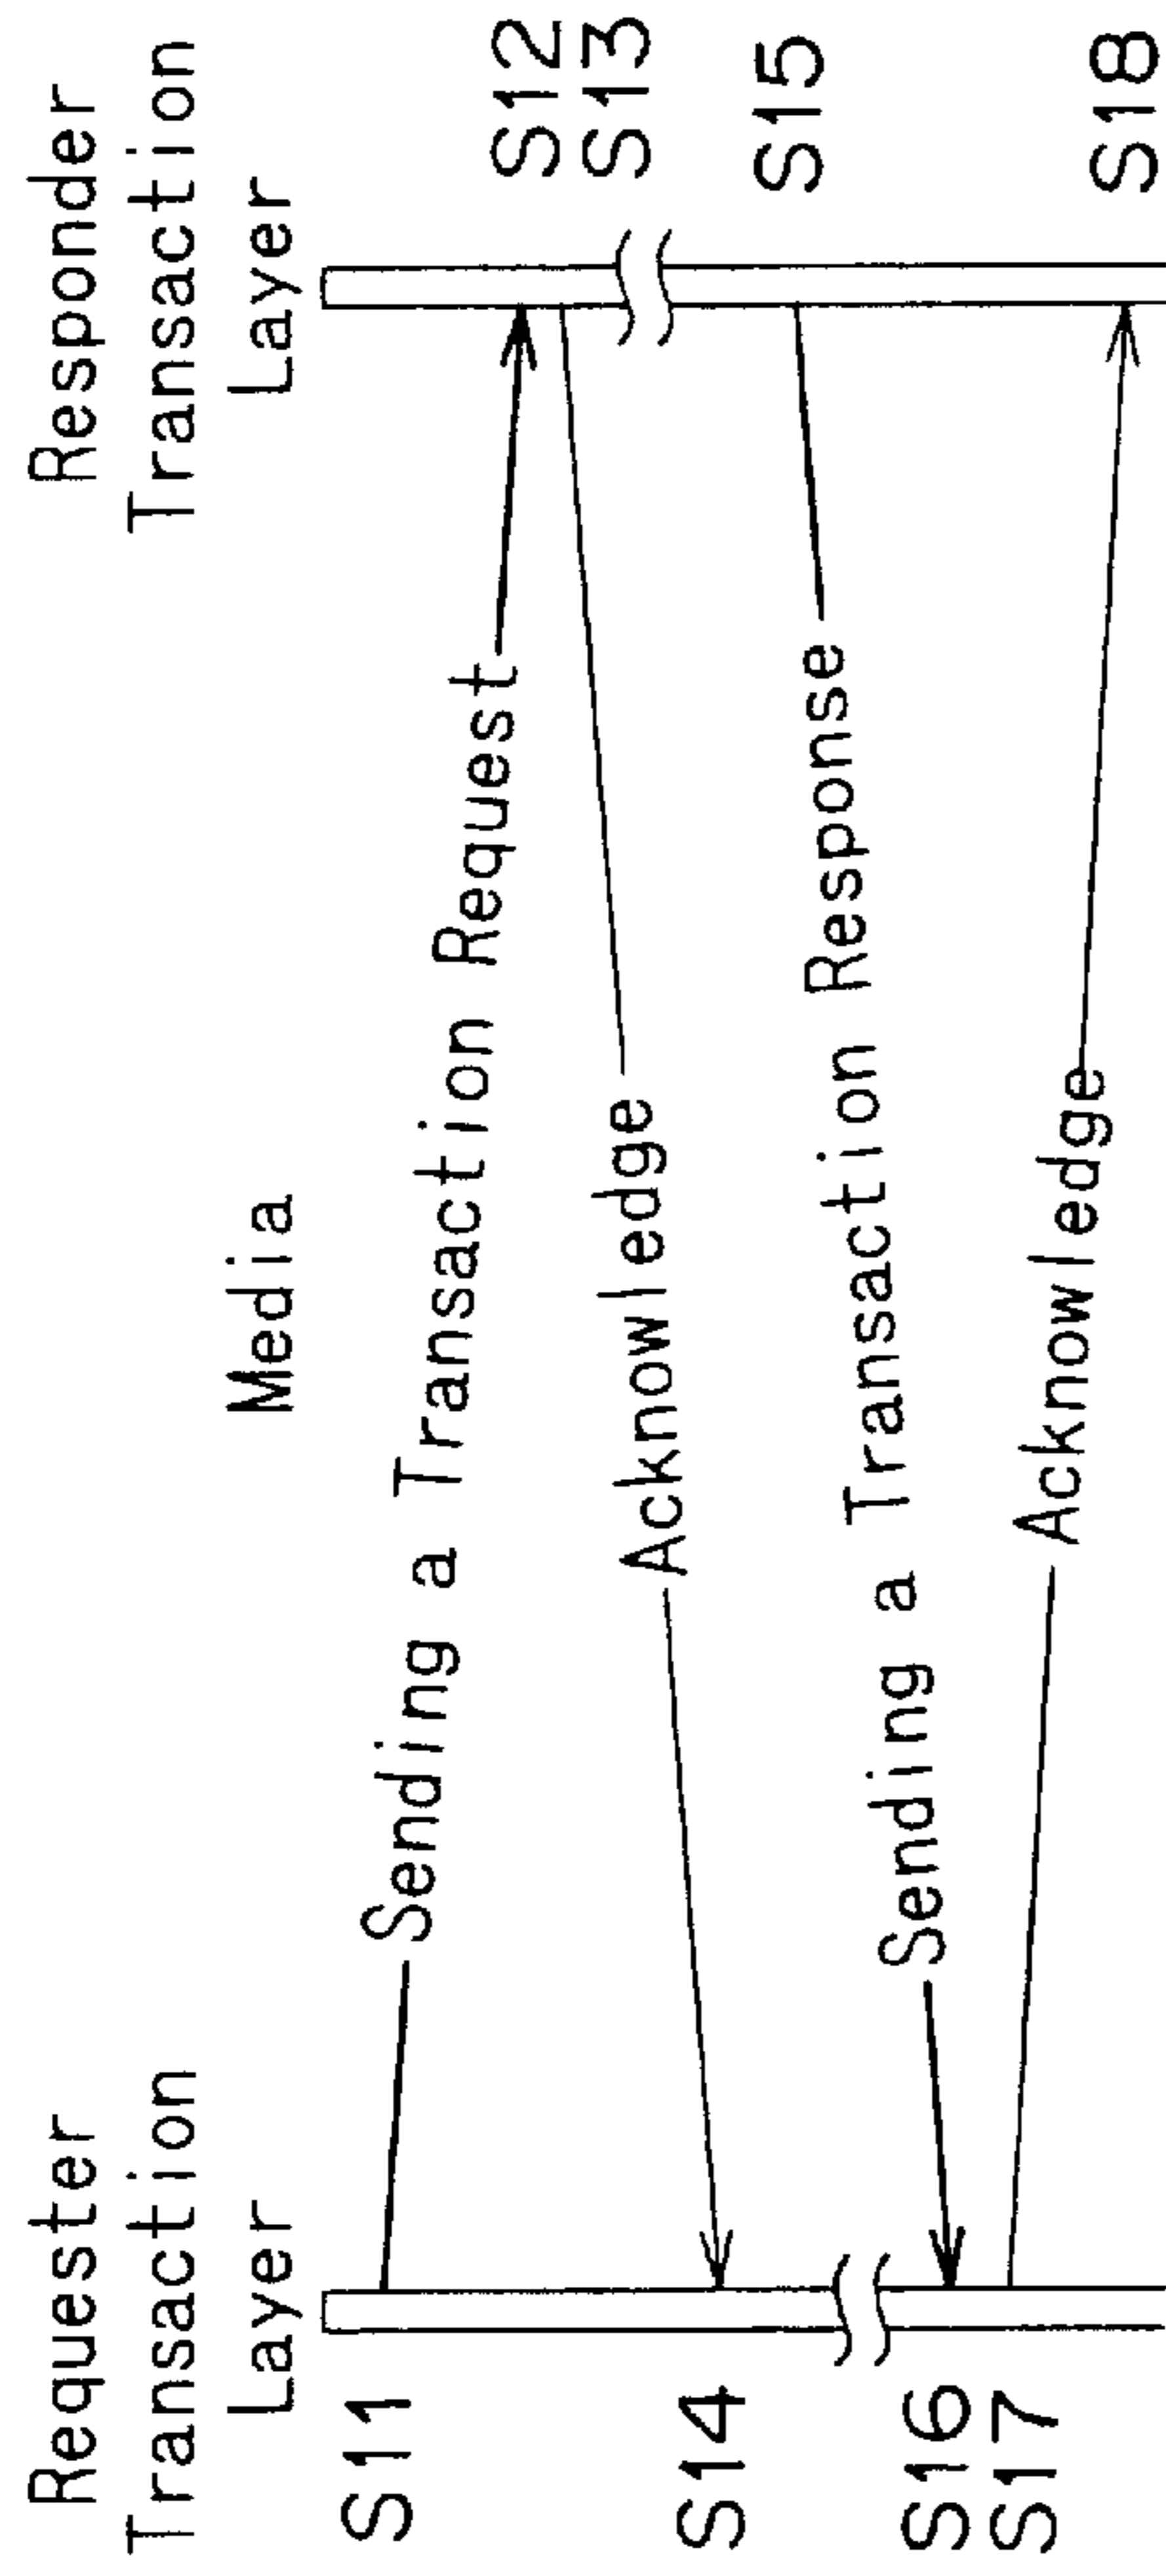 Requester
Transaction
Layer
Media
Responder
Transaction
Layer
S11
Sending a Transaction Request
S12
S13
Acknowledge
S14
S15
Sending a Transaction Response
S16
S17
Acknowledge
S18